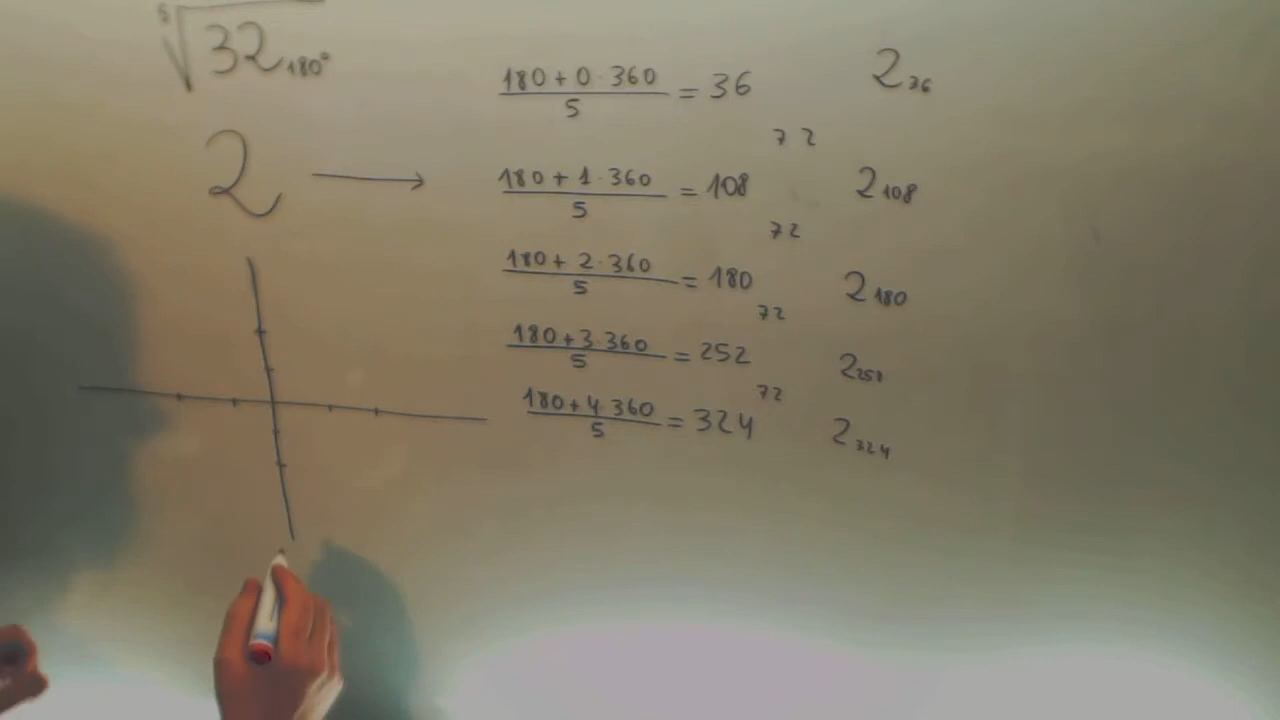 ⁵√32₁₈₀°
2 →
(180+0·360)/5 = 36
72
(180+1·360)/5 = 108
72
(180+2·360)/5 = 180
72
(180+3·360)/5 = 252
72
(180+4·360)/5 = 324
2₃₆
2₁₀₈
2₁₈₀
2₂₅₂
2₃₂₄